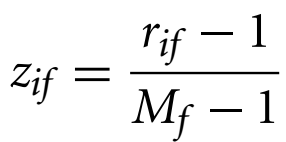 $z_{if} = \frac{r_{if} - 1}{M_f - 1}$